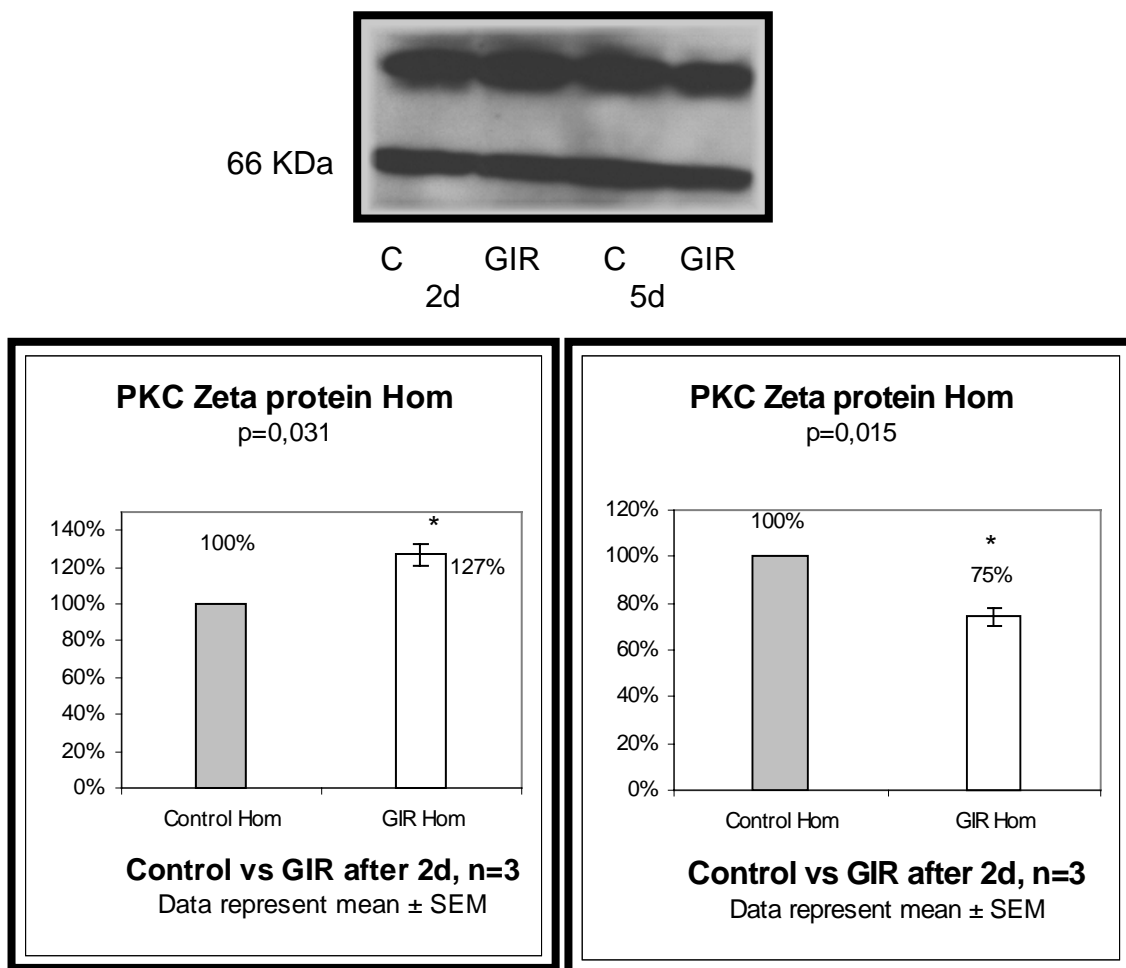 66 KDa
C GIR C GIR
2d 5d
PKC Zeta protein Hom
p=0,031
140%
120%
100%
80%
60%
40%
20%
0%
100%
*
127%
Control Hom GIR Hom
Control vs GIR after 2d, n=3
Data represent mean ± SEM
PKC Zeta protein Hom
p=0,015
120%
100%
80%
60%
40%
20%
0%
100%
*
75%
Control Hom GIR Hom
Control vs GIR after 2d, n=3
Data represent mean ± SEM